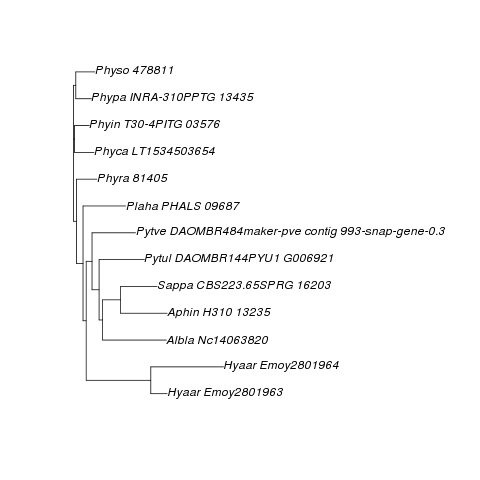 Physo 478811
Phypa INRA-310PPTG 13435
Phyin T30-4PITG 03576
Phyca LT1534503654
Phyra 81405
Plaha PHALS 09687
Pytve DAOMBR484maker-pve contig 993-snap-gene-0.3
Pytul DAOMBR144PYU1 G006921
Sappa CBS223.65SPRG 16203
Aphin H310 13235
Albla Nc14063820
Hyaar Emoy2801964
Hyaar Emoy2801963